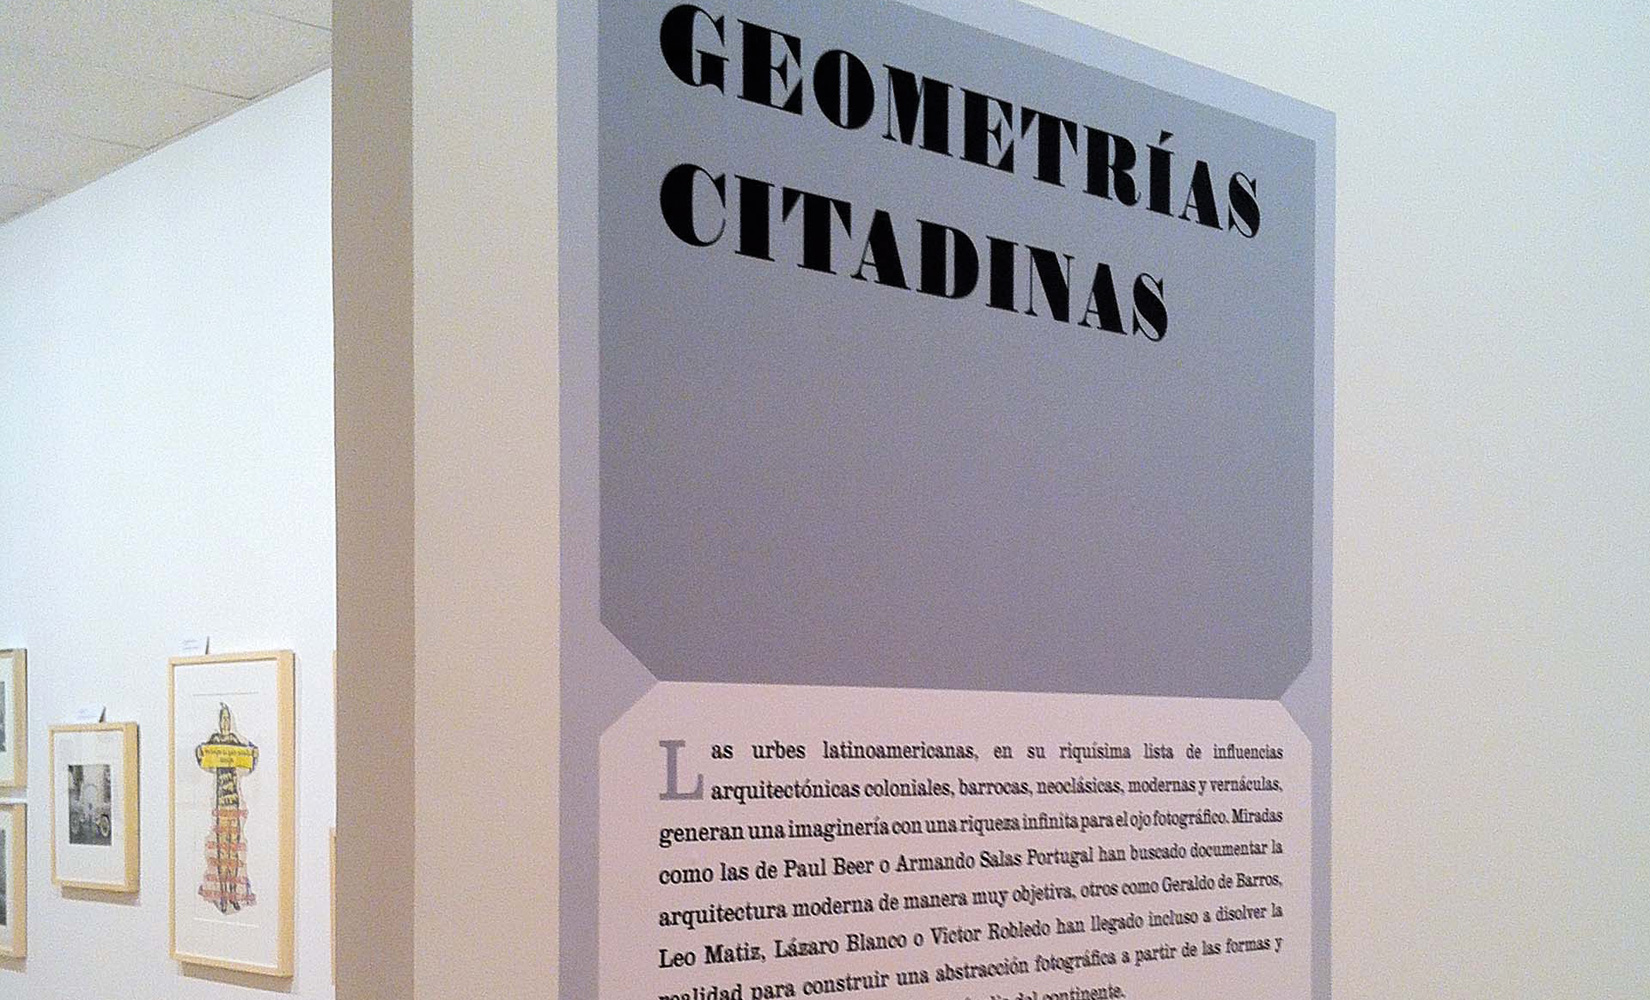 GEOMETRÍAS
CITADINAS
Las urbes latinoamericanas, en su riquísima lista de influencias
arquitectónicas coloniales, barrocas, neoclásicas, modernas y vernáculas,
generan una imaginería con una riqueza infinita para el ojo fotográfico. Miradas
como las de Paul Beer o Armando Salas Portugal han buscado documentar la
arquitectura moderna de manera muy objetiva, otros como Geraldo de Barros,
Leo Matiz, Lázaro Blanco o Victor Robledo han llegado incluso a disolver la
realidad para construir una abstracción fotográfica a partir de las formas y
del continente.